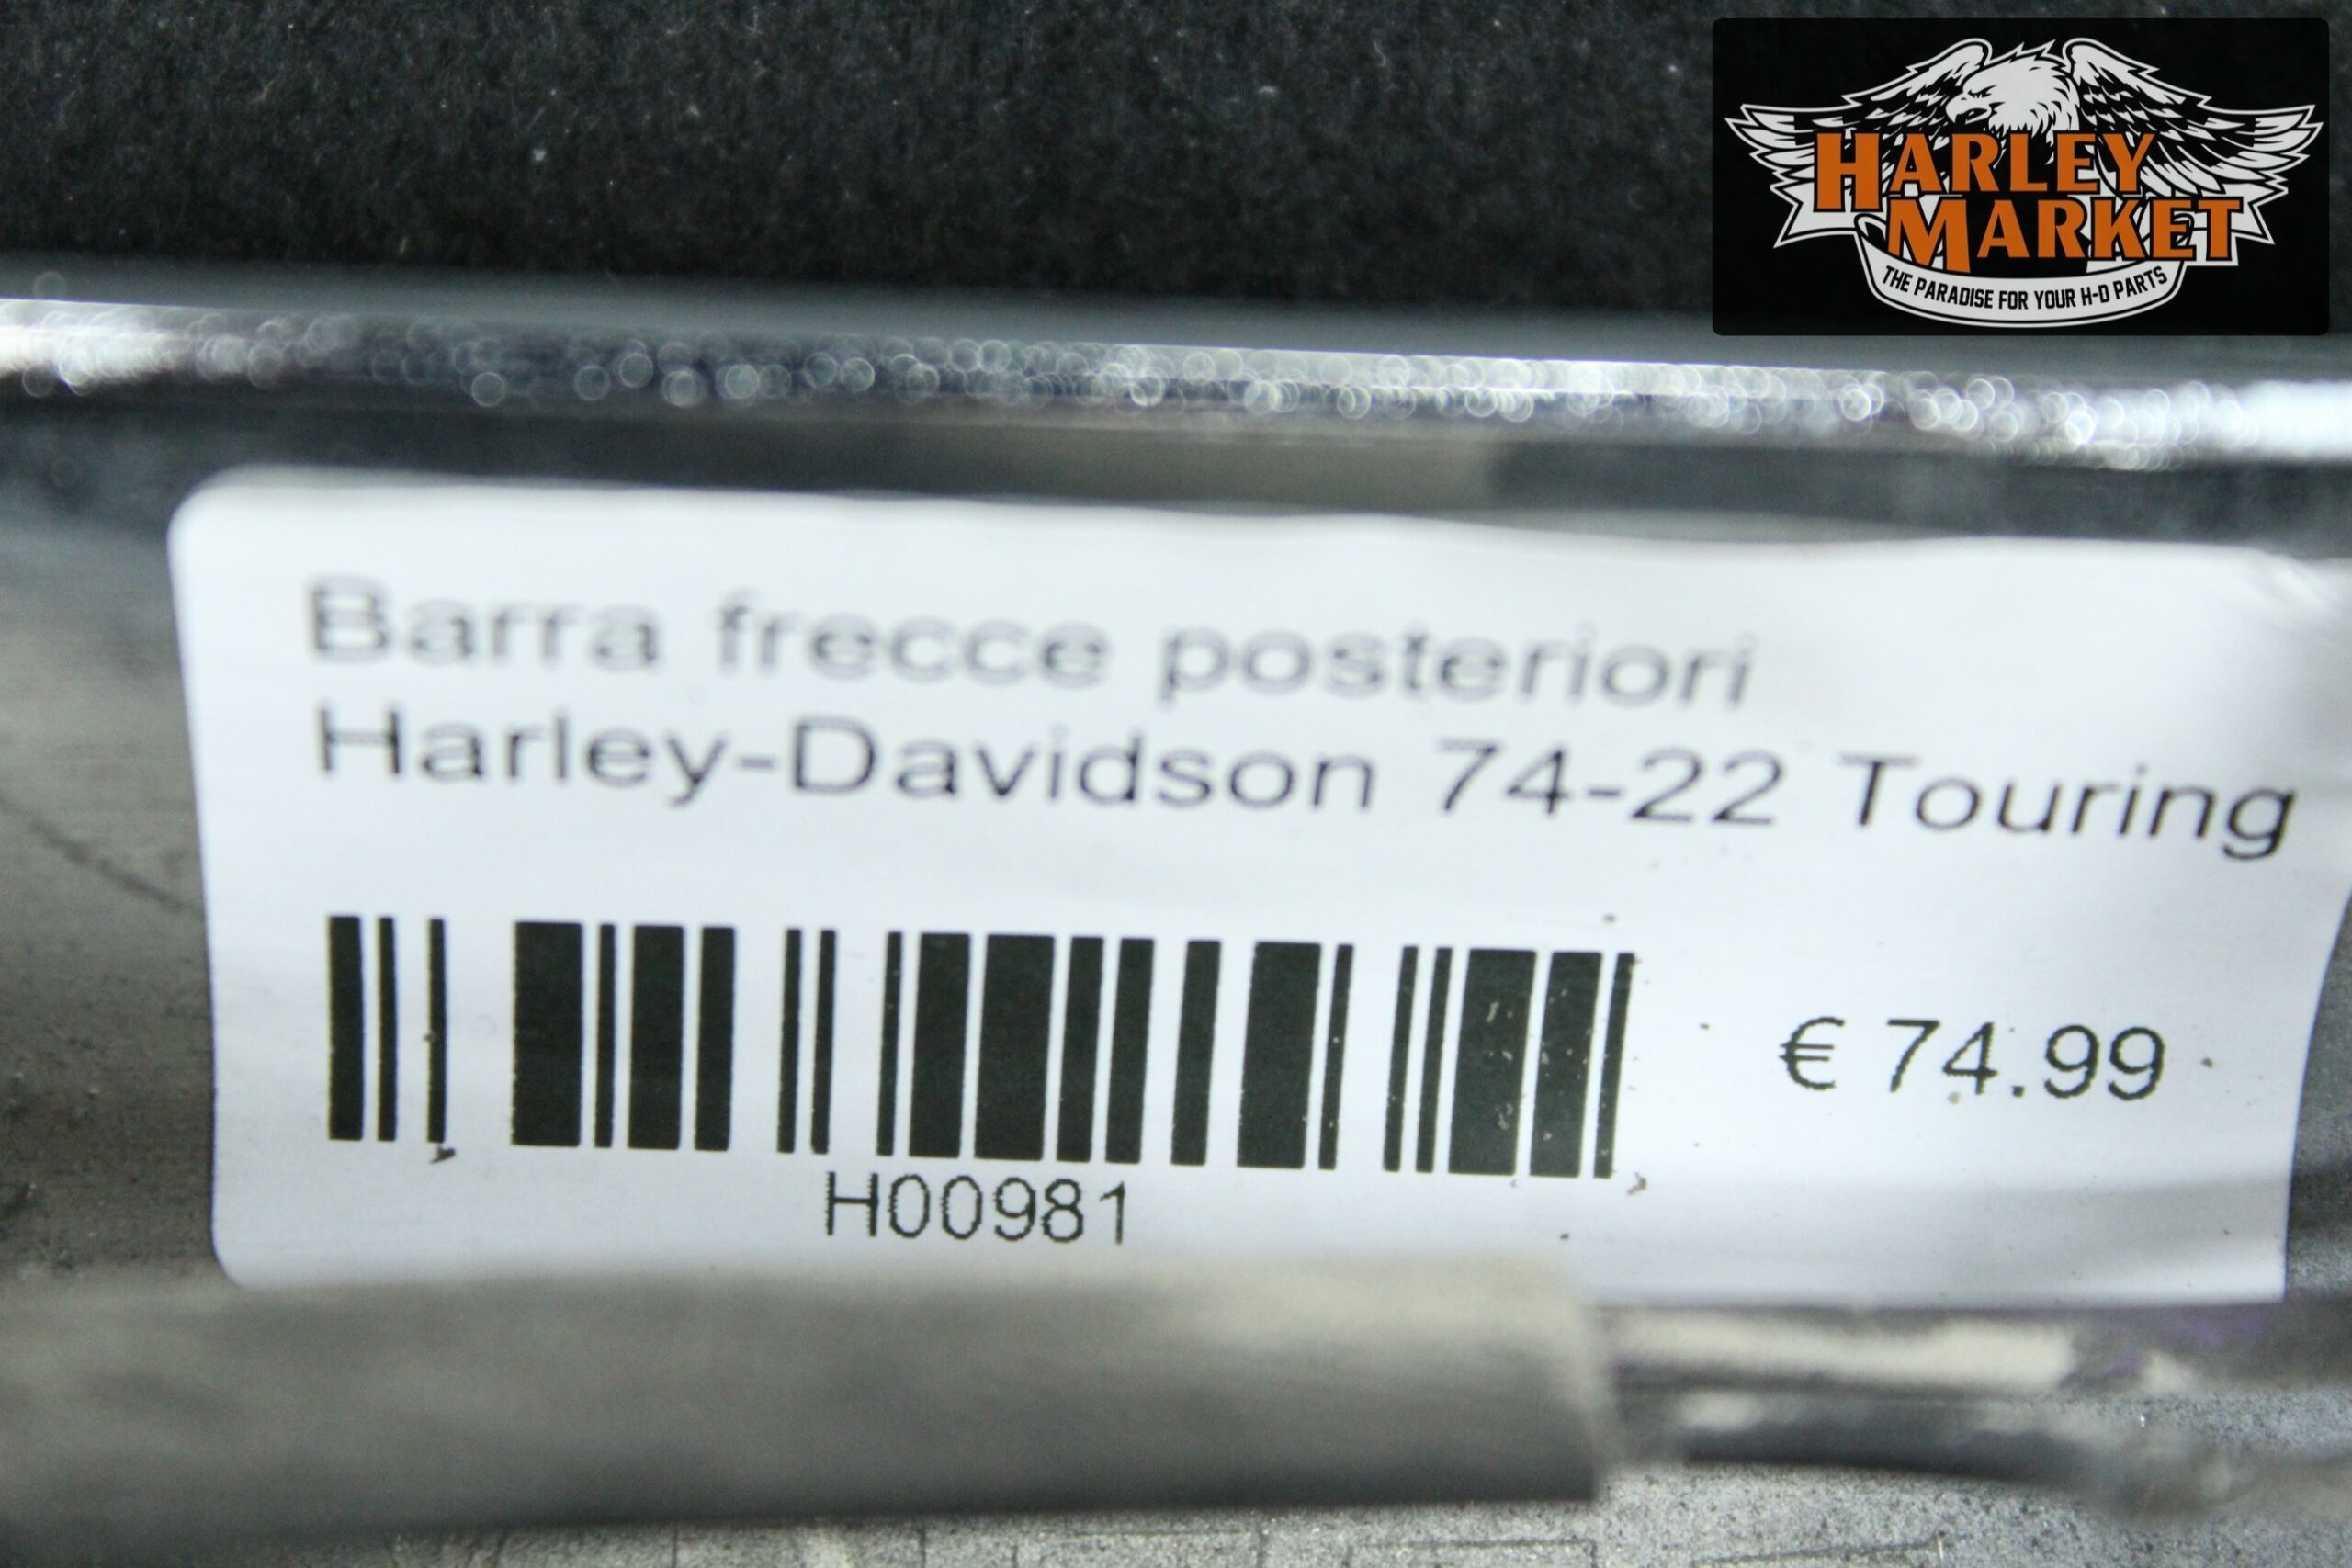 HARLEY
MARKET
THE PARADISE FOR YOUR H-D PARTS
Barra frecce posteriori
Harley-Davidson 74-22 Touring
€ 74.99
H00981